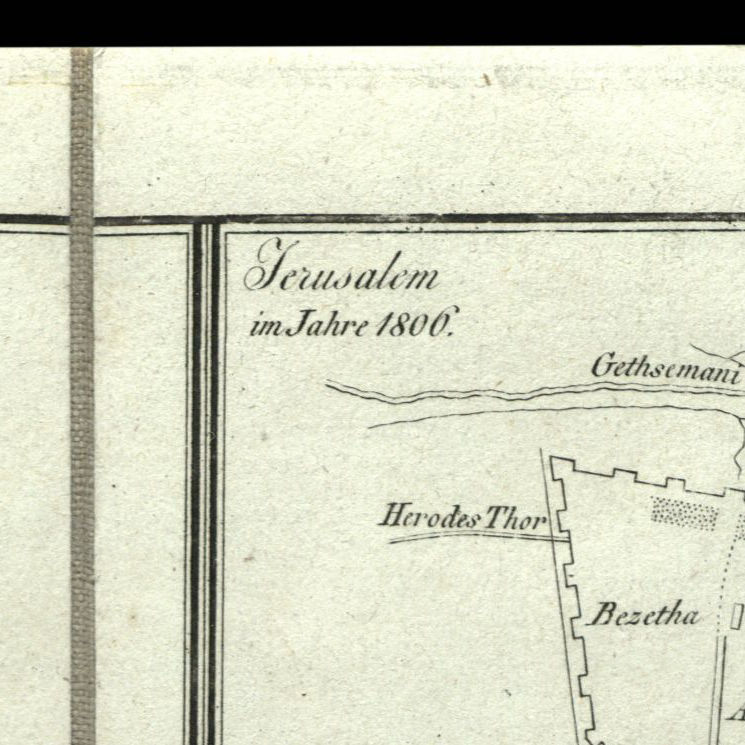 Jerusalem
im Jahre 1806.
Gethsemani
Herodes Thor
Bezetha